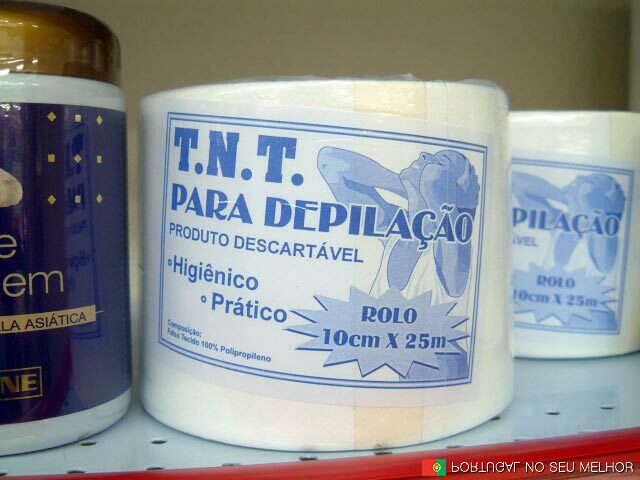 T.N.T.
PARA DEPILAÇÃO
PRODUTO DESCARTÁVEL
Higiênico
Prático
ROLO
10cm X 25m
Composição:
Falso Tecido 100% Polipropileno
PILAÇÃO
ROLO
10cm X 25m
em
LA ASIÁTICA
NE
PORTUGAL NO SEU MELHOR